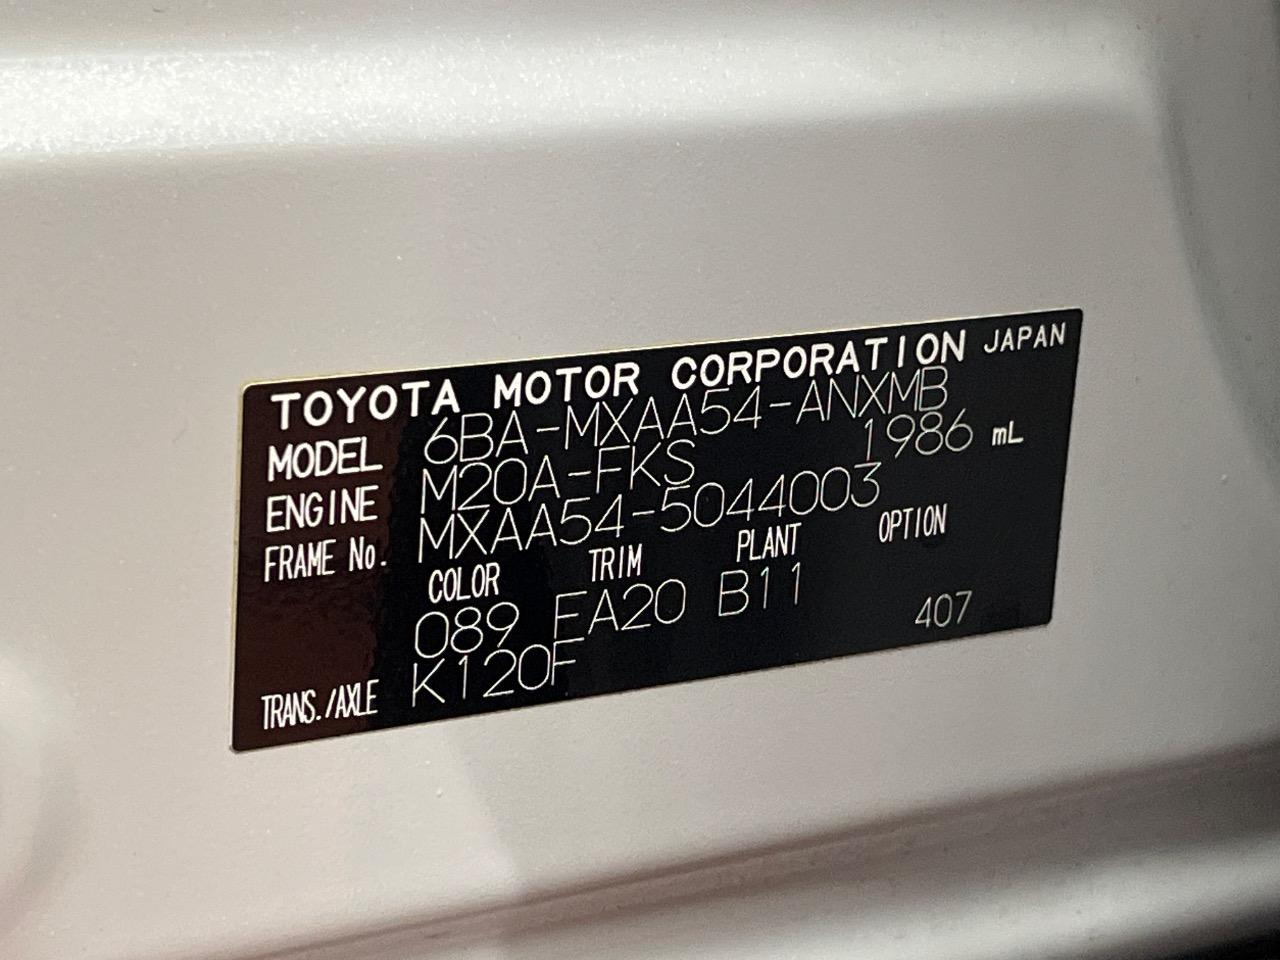 TOYOTA MOTOR CORPORATION JAPAN
MODEL 6BA-MXAA54-ANXMB
ENGINE M20A-FKS 1986 mL
FRAME No. MXAA54-5044003
COLOR TRIM PLANT OPTION
089 EA20 B11
TRANS./AXLE K120F 407